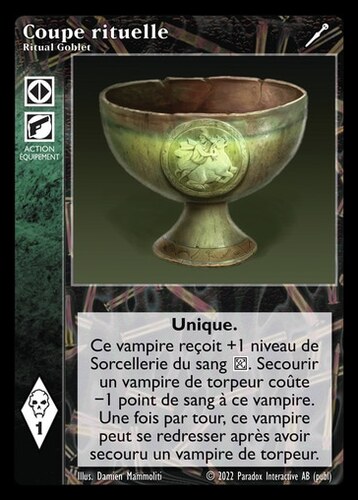 Coupe rituelle
Ritual Goblet
ACTION
ÉQUIPEMENT
Unique.
Ce vampire reçoit +1 niveau de
Sorcellerie du sang. Secourir
un vampire de torpeur coûte
−1 point de sang à ce vampire.
Une fois par tour, ce vampire
peut se redresser après avoir
secouru un vampire de torpeur.
1
Illus. Damien Mammoliti © 2022 Paradox Interactive AB (publ)